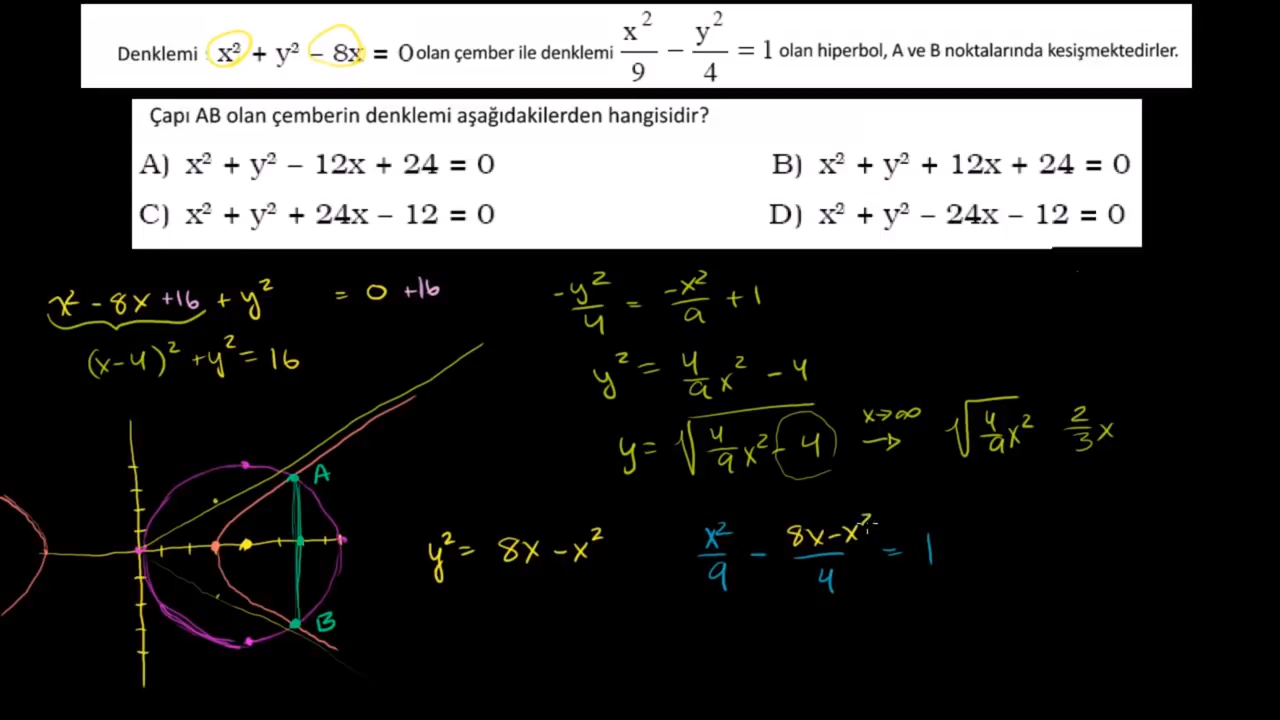 Denklemi : x² + y² − 8x = 0 olan çember ile denklemi x²/9 − y²/4 = 1 olan hiperbol, A ve B noktalarında kesişmektedirler.
Çapı AB olan çemberin denklemi aşağıdakilerden hangisidir?
A) x² + y² − 12x + 24 = 0
B) x² + y² + 12x + 24 = 0
C) x² + y² + 24x − 12 = 0
D) x² + y² − 24x − 12 = 0
x² − 8x + 16 + y² = 0 + 16
(x−4)² + y² = 16
−y²/4 = −x²/9 + 1
y² = 4/9 x² − 4
y = √(4/9 x² − 4) x→∞ → √(4/9 x²) 2/3 x
A
B
y² = 8x − x²
x²/9 − (8x − x²)/4 = 1